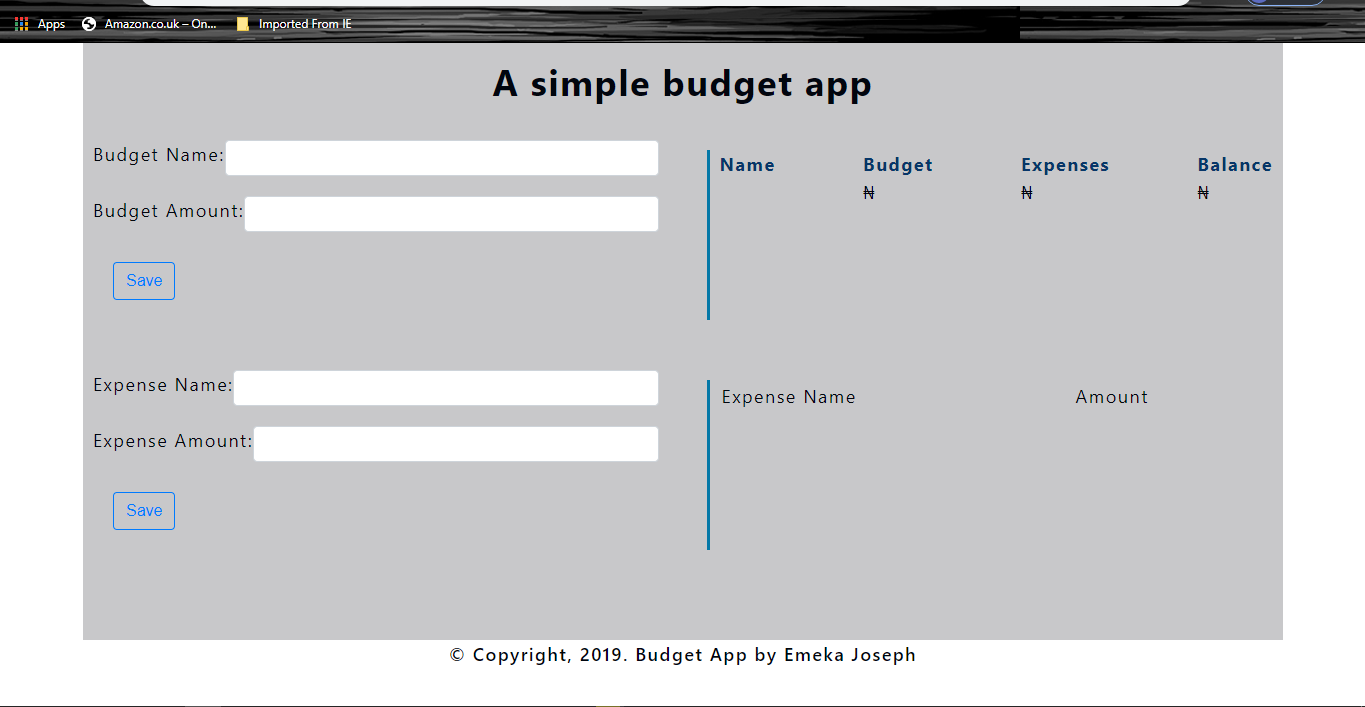 Apps Amazon.co.uk – On... Imported From IE
A simple budget app
Budget Name:
Budget Amount:
Save
Name Budget Expenses Balance
₦ ₦ ₦
Expense Name:
Expense Amount:
Save
Expense Name Amount
© Copyright, 2019. Budget App by Emeka Joseph